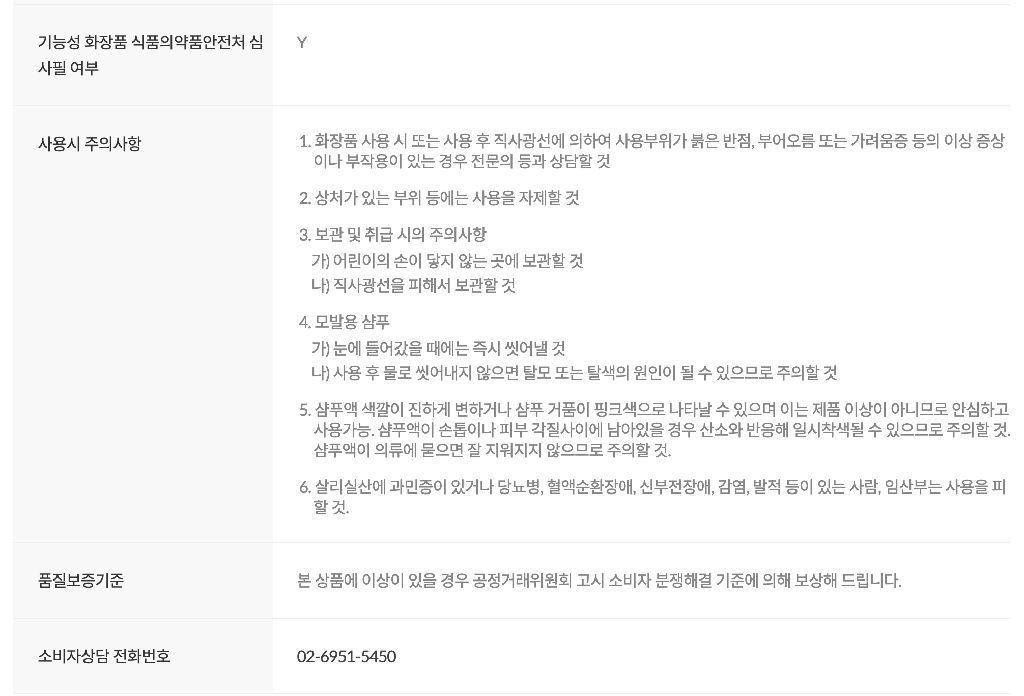 기능성 화장품 식품의약품안전처 심
사필 여부
Y
사용시 주의사항
1. 화장품 사용 시 또는 사용 후 직사광선에 의하여 사용부위가 붉은 반점, 부어오름 또는 가려움증 등의 이상 증상
이나 부작용이 있는 경우 전문의 등과 상담할 것
2. 상처가 있는 부위 등에는 사용을 자제할 것
3. 보관 및 취급 시의 주의사항
가) 어린이의 손이 닿지 않는 곳에 보관할 것
나) 직사광선을 피해서 보관할 것
4. 모발용 샴푸
가) 눈에 들어갔을 때에는 즉시 씻어낼 것
나) 사용 후 물로 씻어내지 않으면 탈모 또는 탈색의 원인이 될 수 있으므로 주의할 것
5. 샴푸액 색깔이 진하게 변하거나 샴푸 거품이 핑크색으로 나타날 수 있으며 이는 제품 이상이 아니므로 안심하고
사용가능. 샴푸액이 손톱이나 피부 각질사이에 남아있을 경우 산소와 반응해 일시착색될 수 있으므로 주의할 것.
샴푸액이 의류에 묻으면 잘 지워지지 않으므로 주의할 것.
6. 살리실산에 과민증이 있거나 당뇨병, 혈액순환장애, 신부전장애, 감염, 발적 등이 있는 사람, 임산부는 사용을 피
할 것.
품질보증기준
본 상품에 이상이 있을 경우 공정거래위원회 고시 소비자 분쟁해결 기준에 의해 보상해 드립니다.
소비자상담 전화번호
02-6951-5450